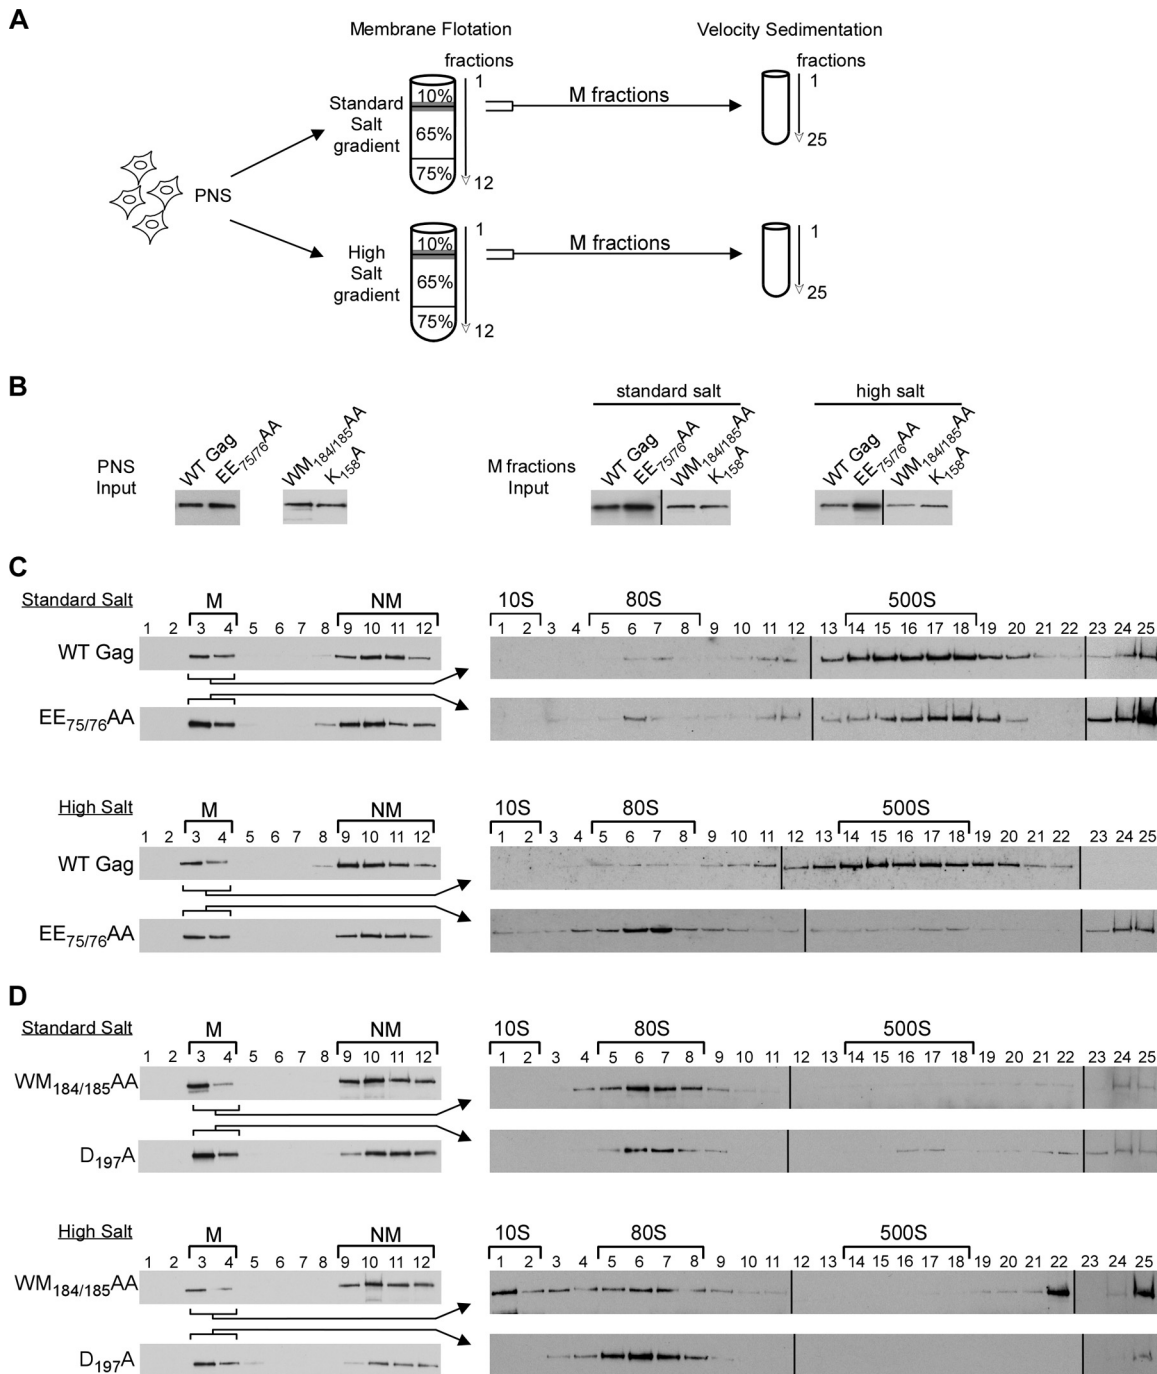 A
Membrane Flotation
Velocity Sedimentation
fractions
fractions
1
1
10%
M fractions
Standard
Salt
gradient
65%
75%
12
25
PNS
1
1
10%
M fractions
High
Salt
gradient
65%
75%
12
25
B
standard salt
high salt
PNS
Input
WT Gag
EE75/76AA
WM184/185AA
K158A
M fractions
Input
WT Gag
EE75/76AA
WM184/185AA
K158A
WT Gag
EE75/76AA
WM184/185AA
K158A
C
Standard Salt
M NM
10S 80S 500S
1 2 3 4 5 6 7 8 9 10 11 12
1 2 3 4 5 6 7 8 9 10 11 12 13 14 15 16 17 18 19 20 21 22 23 24 25
WT Gag
EE75/76AA
High Salt
M NM
10S 80S 500S
1 2 3 4 5 6 7 8 9 10 11 12
1 2 3 4 5 6 7 8 9 10 11 12 13 14 15 16 17 18 19 20 21 22 23 24 25
WT Gag
EE75/76AA
D
Standard Salt
M NM
10S 80S 500S
1 2 3 4 5 6 7 8 9 10 11 12
1 2 3 4 5 6 7 8 9 10 11 12 13 14 15 16 17 18 19 20 21 22 23 24 25
WM184/185AA
D197A
High Salt
M NM
10S 80S 500S
1 2 3 4 5 6 7 8 9 10 11 12
1 2 3 4 5 6 7 8 9 10 11 12 13 14 15 16 17 18 19 20 21 22 23 24 25
WM184/185AA
D197A